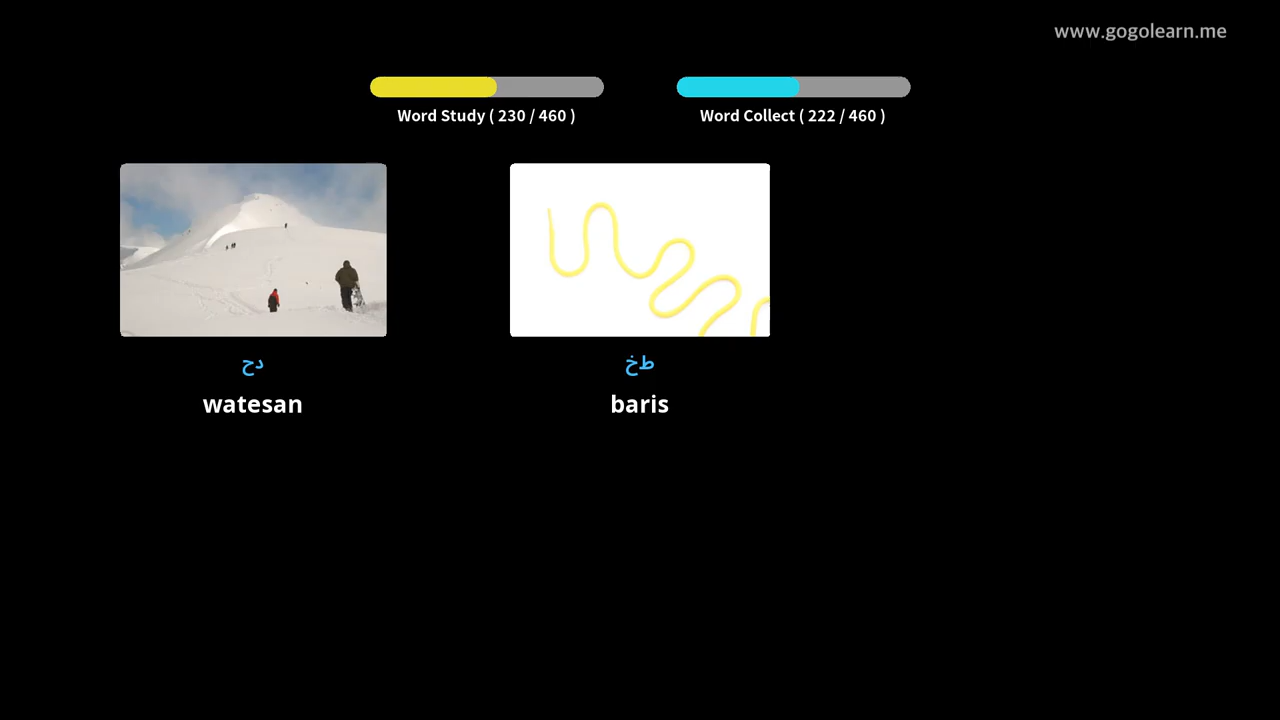 www.gogolearn.me
Word Study ( 230 / 460 )
Word Collect ( 222 / 460 )
دح
watesan
طخ
baris